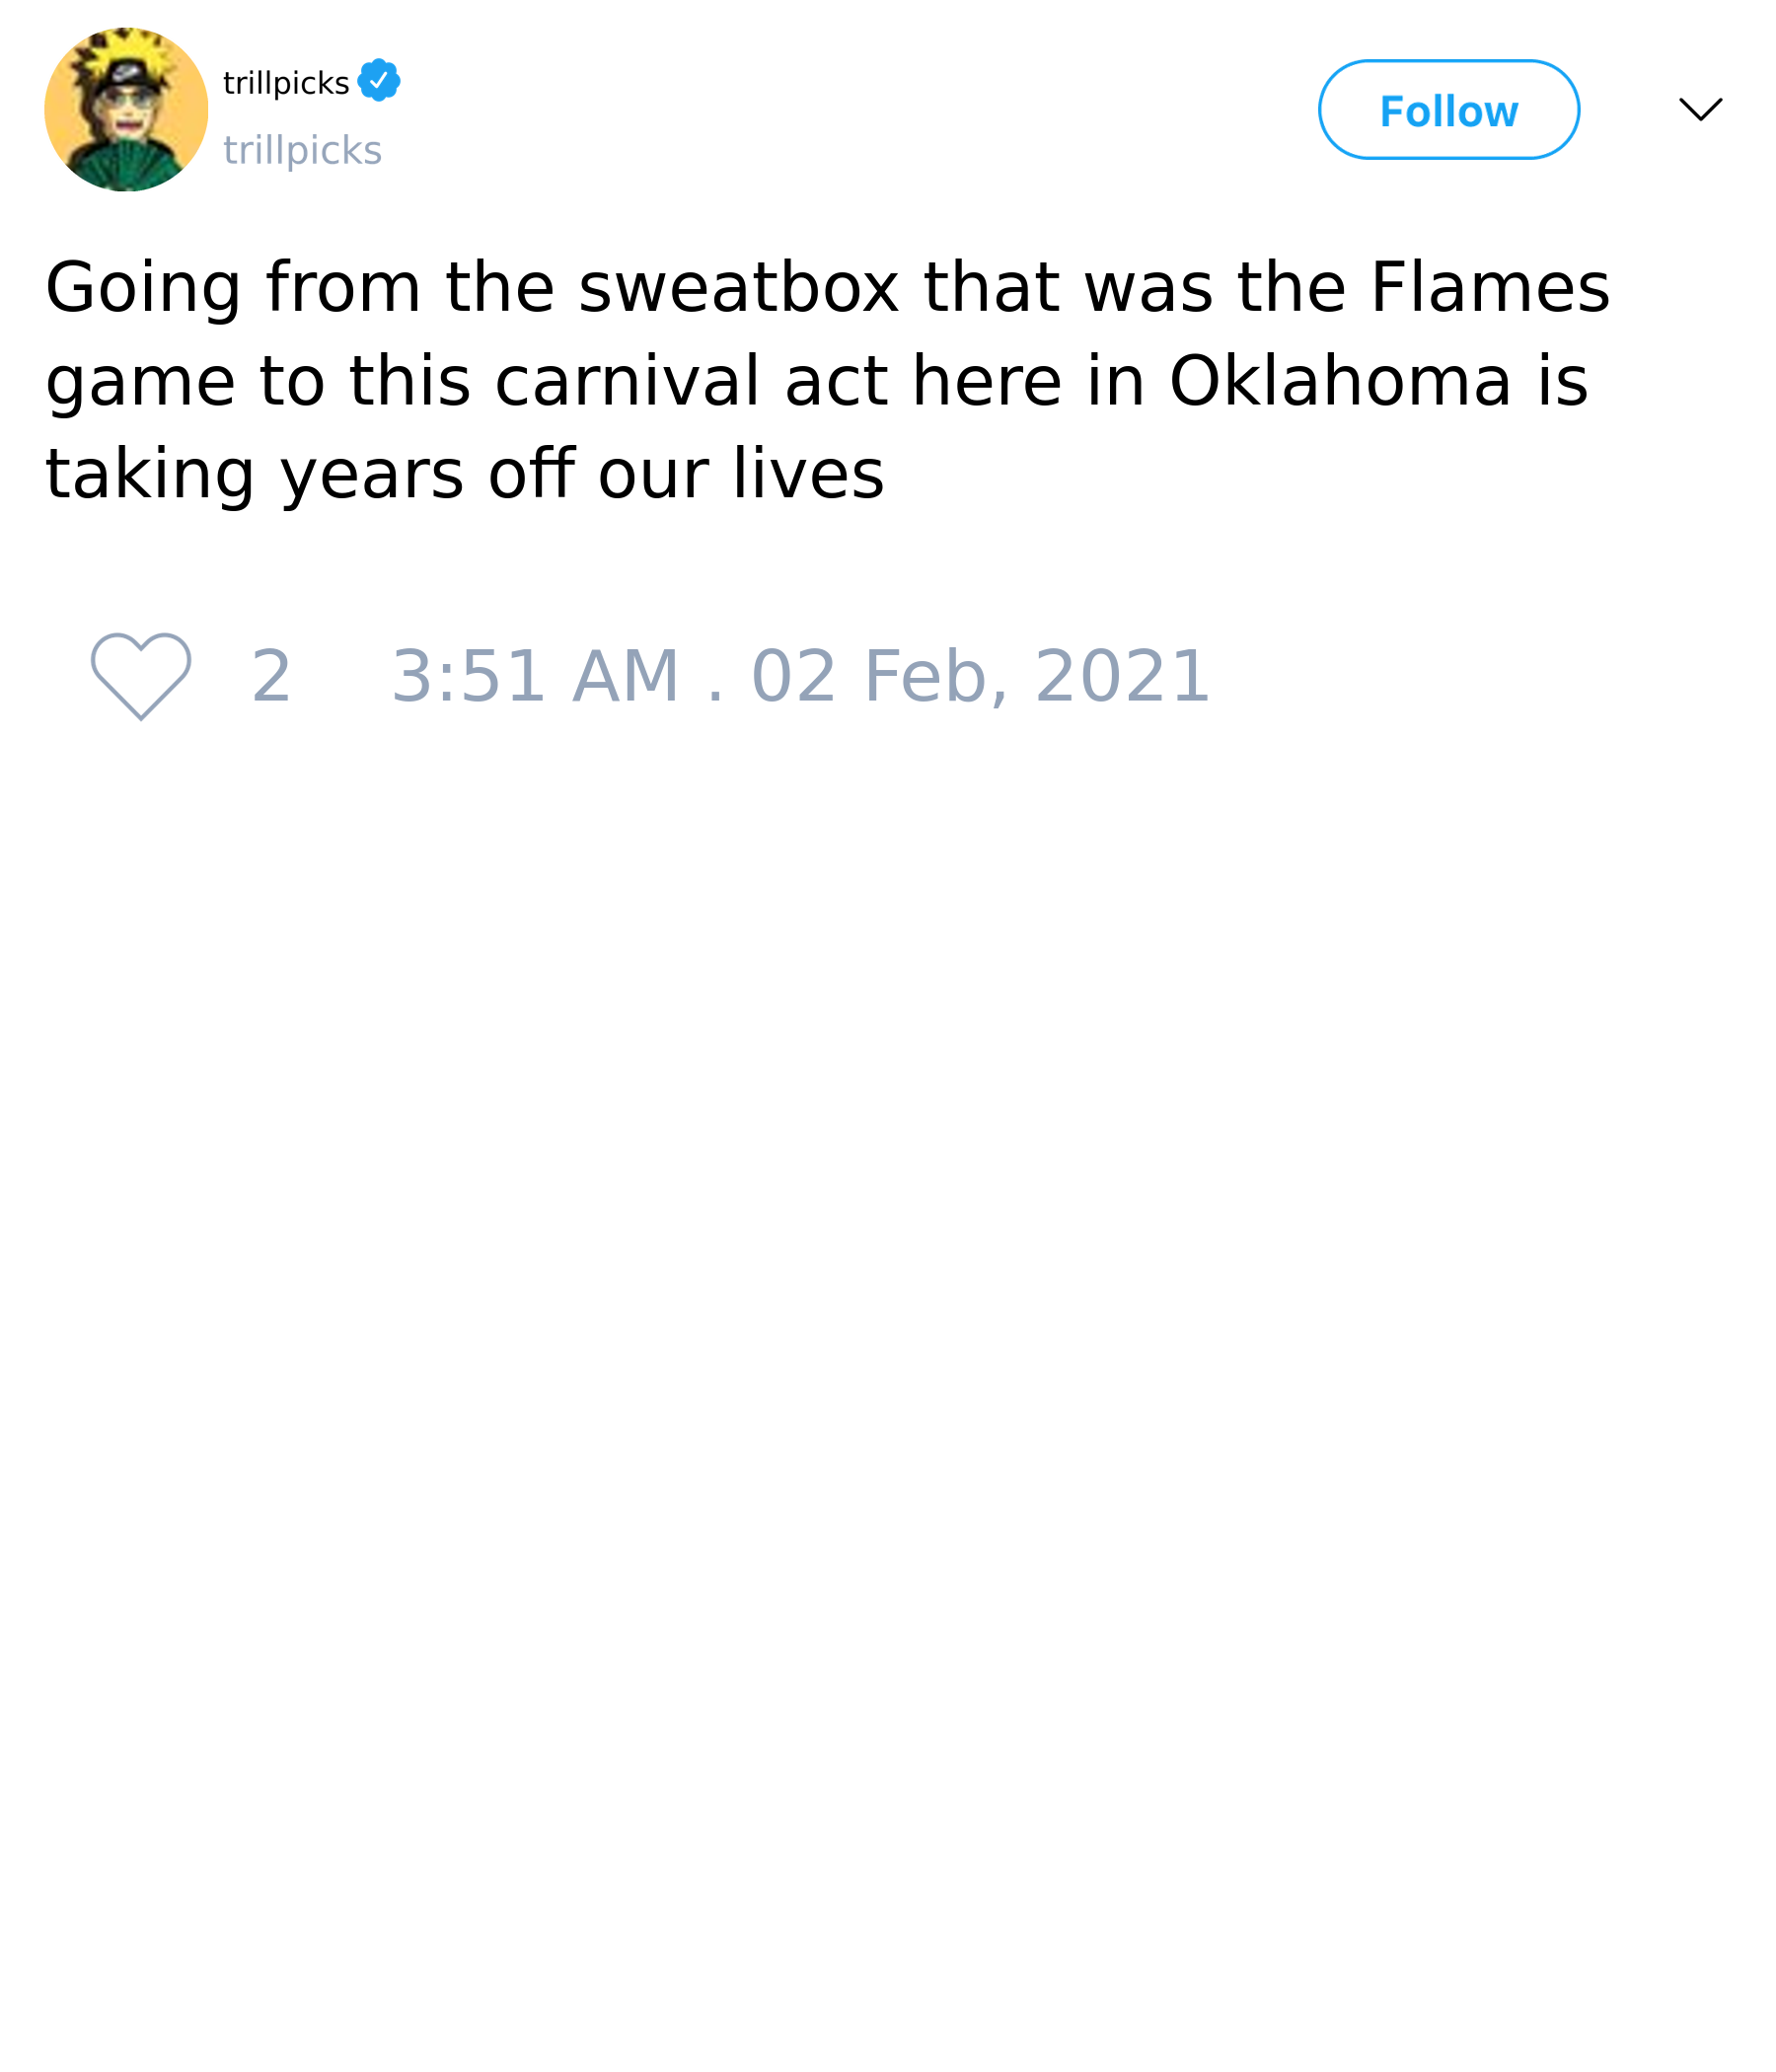 trillpicks
Follow
trillpicks
Going from the sweatbox that was the Flames
game to this carnival act here in Oklahoma is
taking years off our lives
2 3:51 AM . 02 Feb, 2021